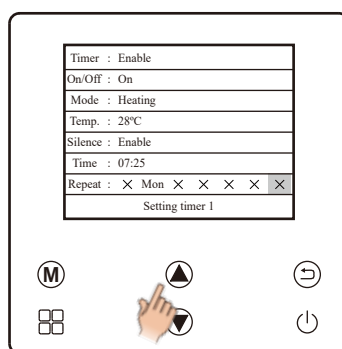 Timer : Enable
On/Off : On
Mode : Heating
Temp. : 28ºC
Silence : Enable
Time : 07:25
Repeat : × Mon × × × × ×
Setting timer 1
M